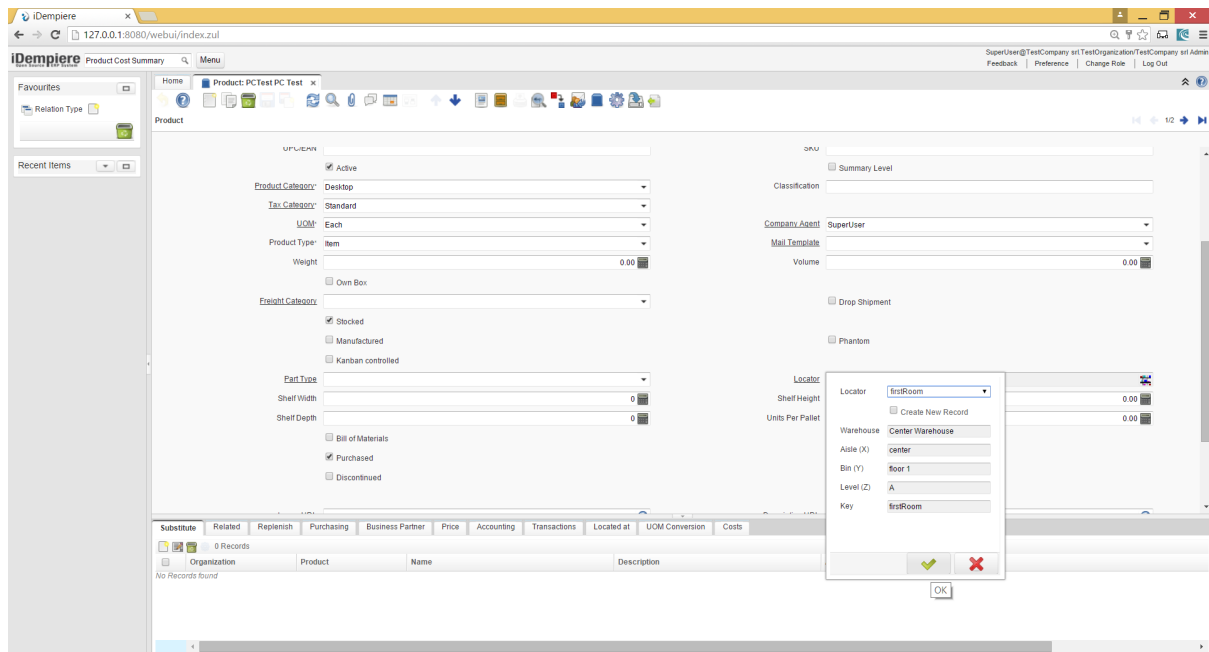 iDempiere
127.0.0.1:8080/webui/index.zul
iDempiere Product Cost Summary Menu
SuperUser@TestCompany srl.TestOrganization/TestCompany srl Admin
Feedback | Preference | Change Role | Log Out
Favourites
Home Product: PCTest PC Test
Relation Type
Product
1/2
Recent Items
UPC/EAN SKU
Active Summary Level
Product Category* Desktop Classification
Tax Category* Standard
UOM* Each Company Agent SuperUser
Product Type* Item Mail Template
Weight 0.00 Volume 0.00
Own Box
Freight Category Drop Shipment
Stocked
Manufactured Phantom
Kanban controlled
Part Type Locator
Shelf Width 0 Shelf Height 0.00
Shelf Depth 0 Units Per Pallet 0.00
Bill of Materials
Purchased
Discontinued
Locator firstRoom
Create New Record
Warehouse Center Warehouse
Aisle (X) center
Bin (Y) floor 1
Level (Z) A
Key firstRoom
OK
Substitute Related Replenish Purchasing Business Partner Price Accounting Transactions Located at UOM Conversion Costs
0 Records
Organization Product Name Description
No Records found